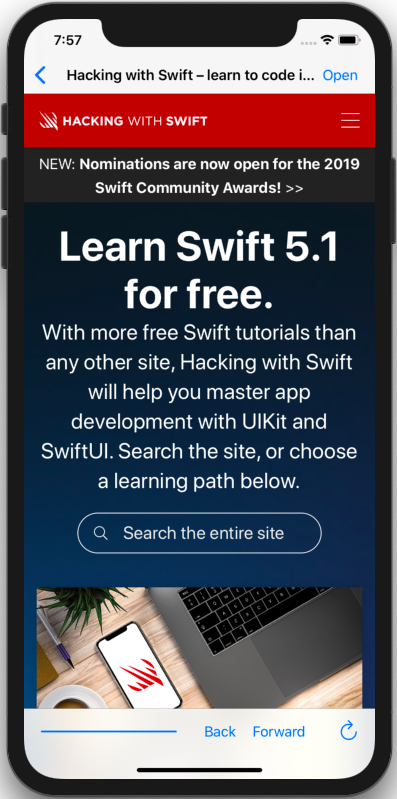 7:57
Hacking with Swift – learn to code i... Open
HACKING WITH SWIFT
NEW: Nominations are now open for the 2019
Swift Community Awards! >>
Learn Swift 5.1
for free.
With more free Swift tutorials than
any other site, Hacking with Swift
will help you master app
development with UIKit and
SwiftUI. Search the site, or choose
a learning path below.
Search the entire site
Back Forward